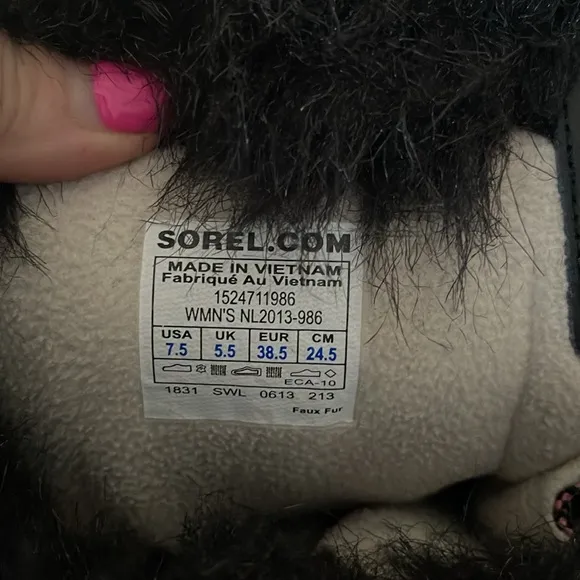 SOREL.COM
MADE IN VIETNAM
Fabriqué Au Vietnam
1524711986
WMN'S NL2013-986
USA UK EUR CM
7.5 5.5 38.5 24.5
ECA-10
1831 SWL 0613 213
Faux Fur